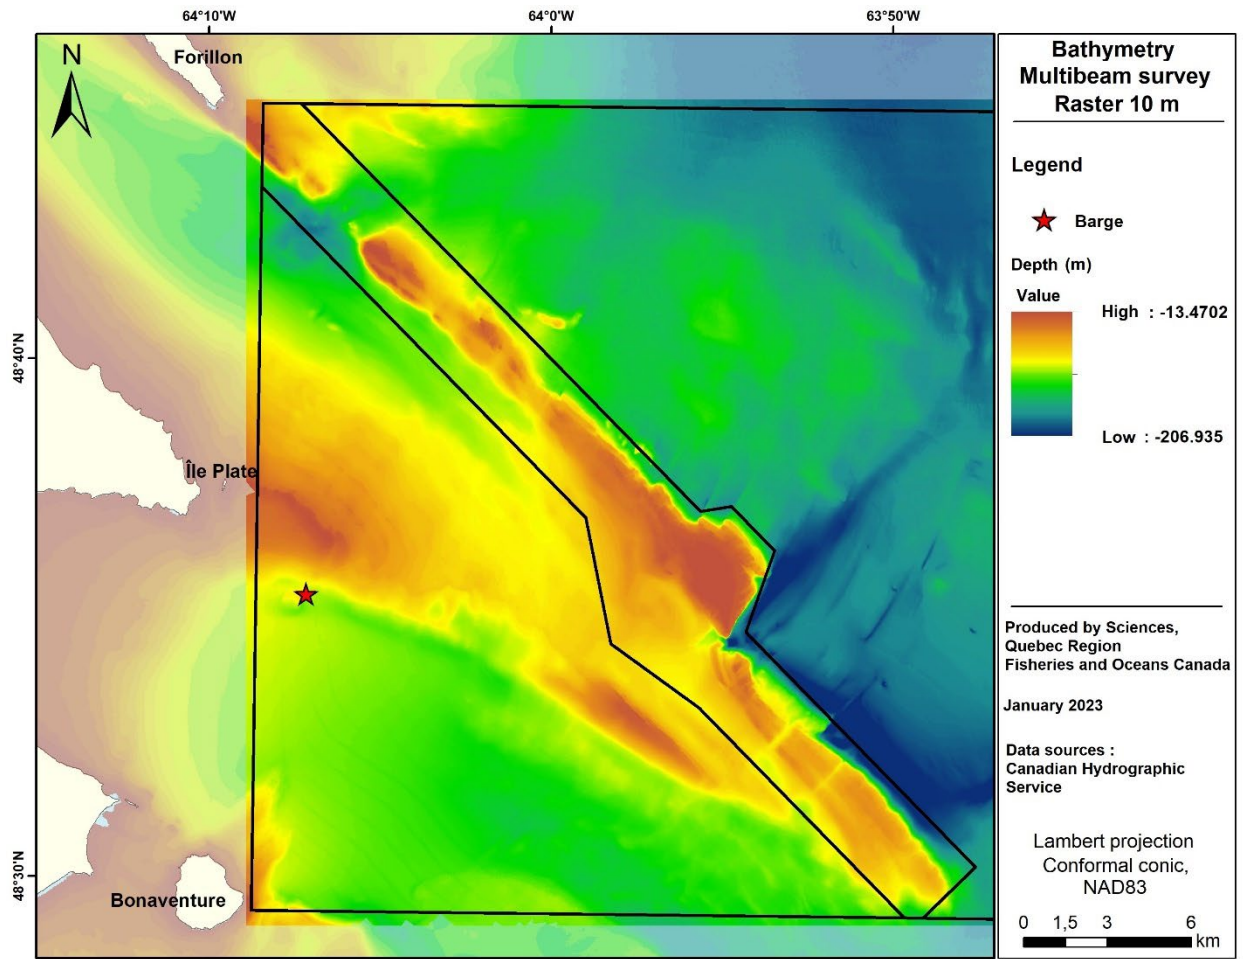 64°10'W
64°0'W
63°50'W
N
Forillon
48°40'N
Île Plate
48°30'N
Bonaventure
Bathymetry
Multibeam survey
Raster 10 m
Legend
Barge
Depth (m)
Value
High : -13.4702
Low : -206.935
Produced by Sciences,
Quebec Region
Fisheries and Oceans Canada
January 2023
Data sources :
Canadian Hydrographic
Service
Lambert projection
Conformal conic,
NAD83
0 1,5 3 6
km